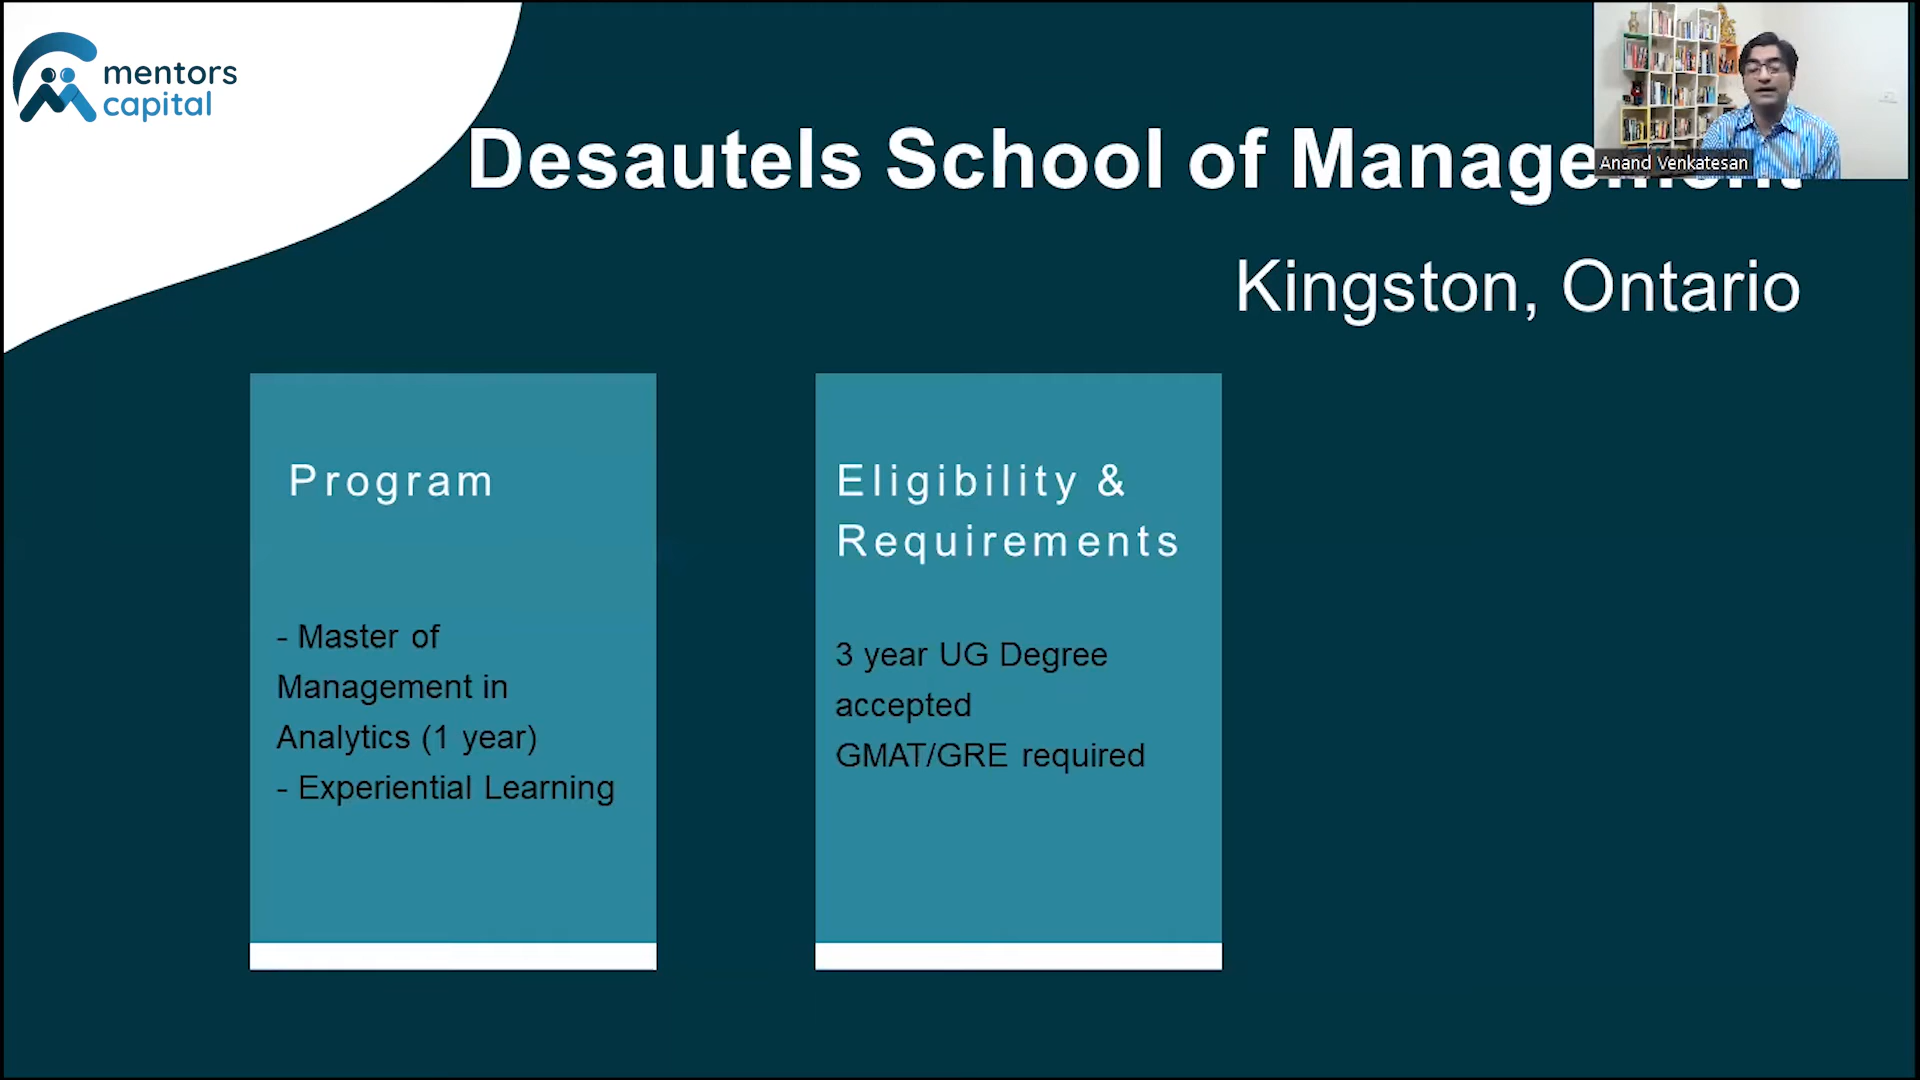 mentors
capital
Desautels School of Management
Anand Venkatesan
Kingston, Ontario
Program
- Master of
Management in
Analytics (1 year)
- Experiential Learning
Eligibility &
Requirements
3 year UG Degree
accepted
GMAT/GRE required